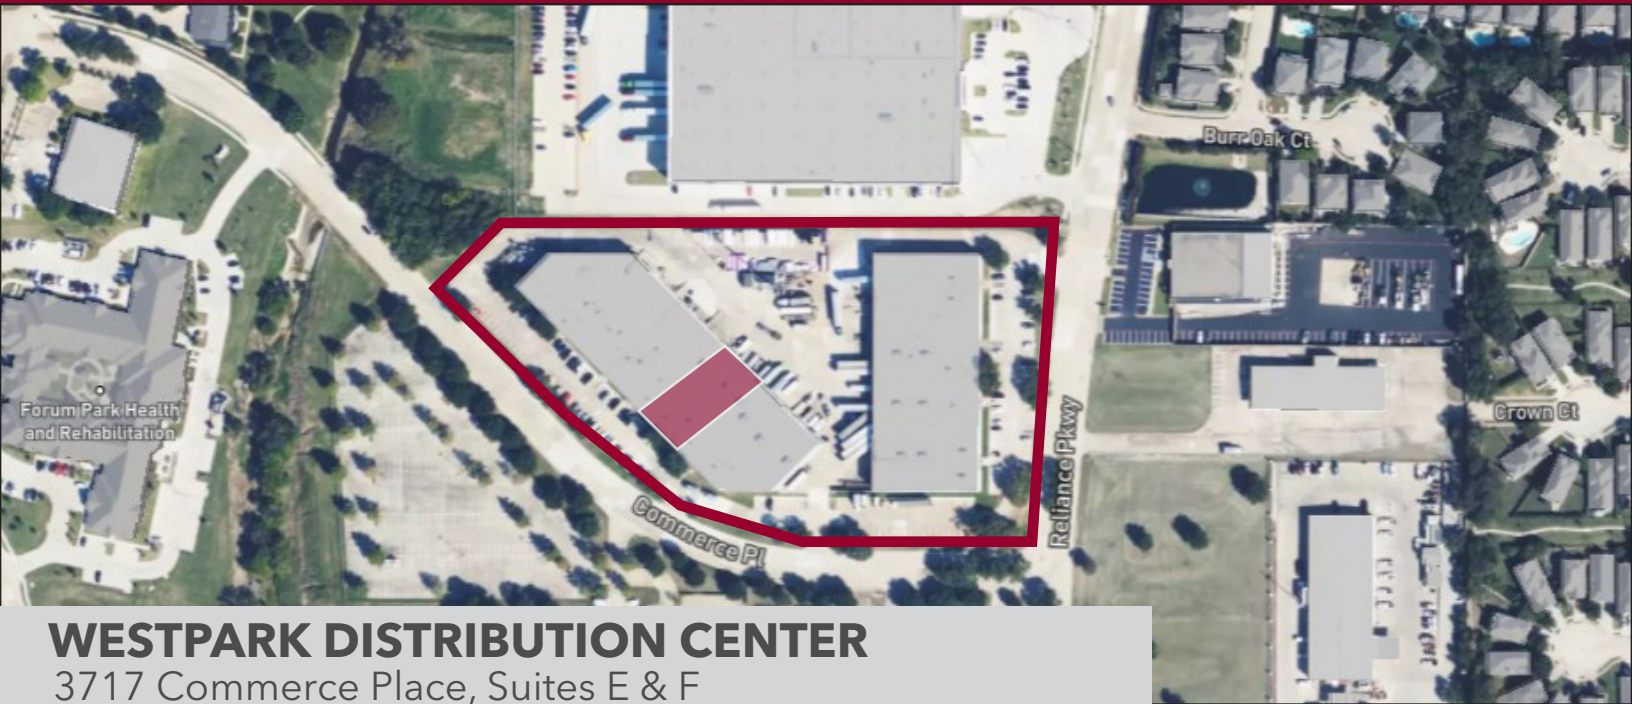 Burr Oak Ct
Forum Park Health
and Rehabilitation
Crown Ct
Reliance Pkwy
Commerce Pl
WESTPARK DISTRIBUTION CENTER
3717 Commerce Place, Suites E & F